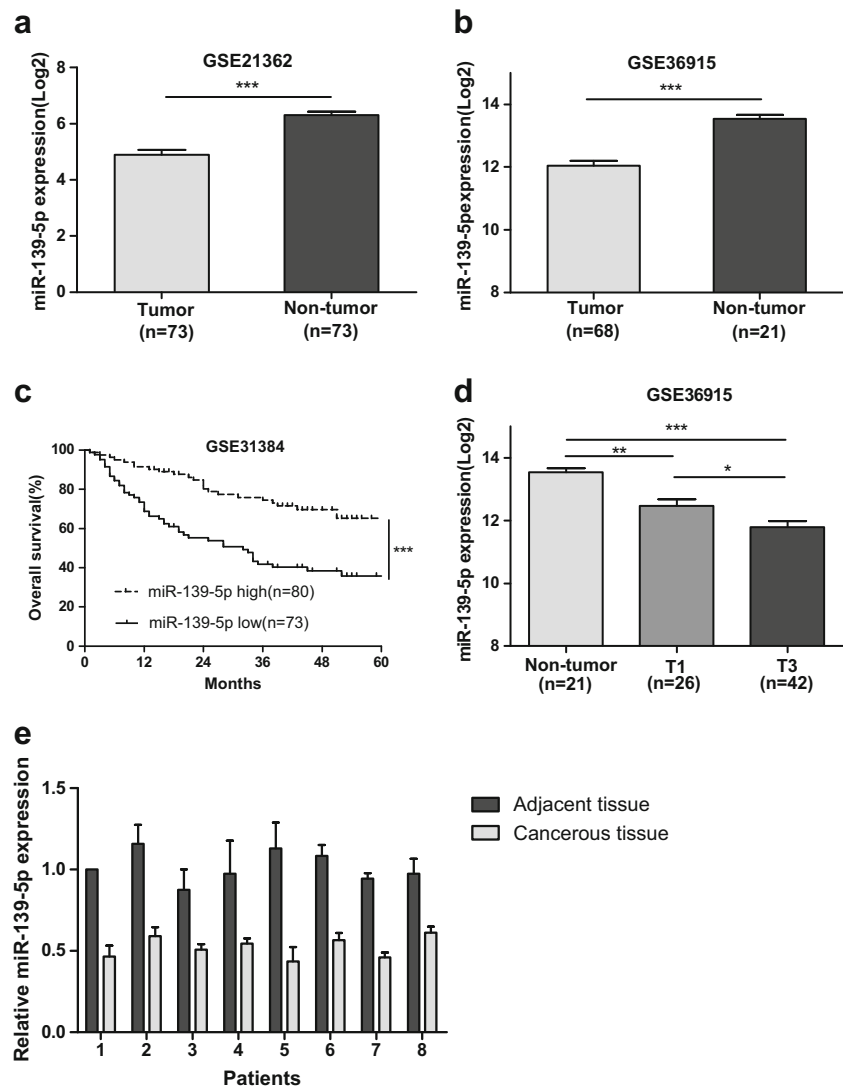 a
GSE21362
***
miR-139-5p expression(Log2)
8
6
4
2
0
Tumor
(n=73)
Non-tumor
(n=73)
b
GSE36915
***
miR-139-5pexpression(Log2)
14
12
10
8
Tumor
(n=68)
Non-tumor
(n=21)
c
GSE31384
Overall survival(%)
100
80
60
40
20
0
***
miR-139-5p high(n=80)
miR-139-5p low(n=73)
0
12
24
36
48
60
Months
d
GSE36915
***
**
*
miR-139-5p expression(Log2)
14
12
10
8
Non-tumor
(n=21)
T1
(n=26)
T3
(n=42)
e
Relative miR-139-5p expression
1.5
1.0
0.5
0.0
1
2
3
4
5
6
7
8
Patients
Adjacent tissue
Cancerous tissue